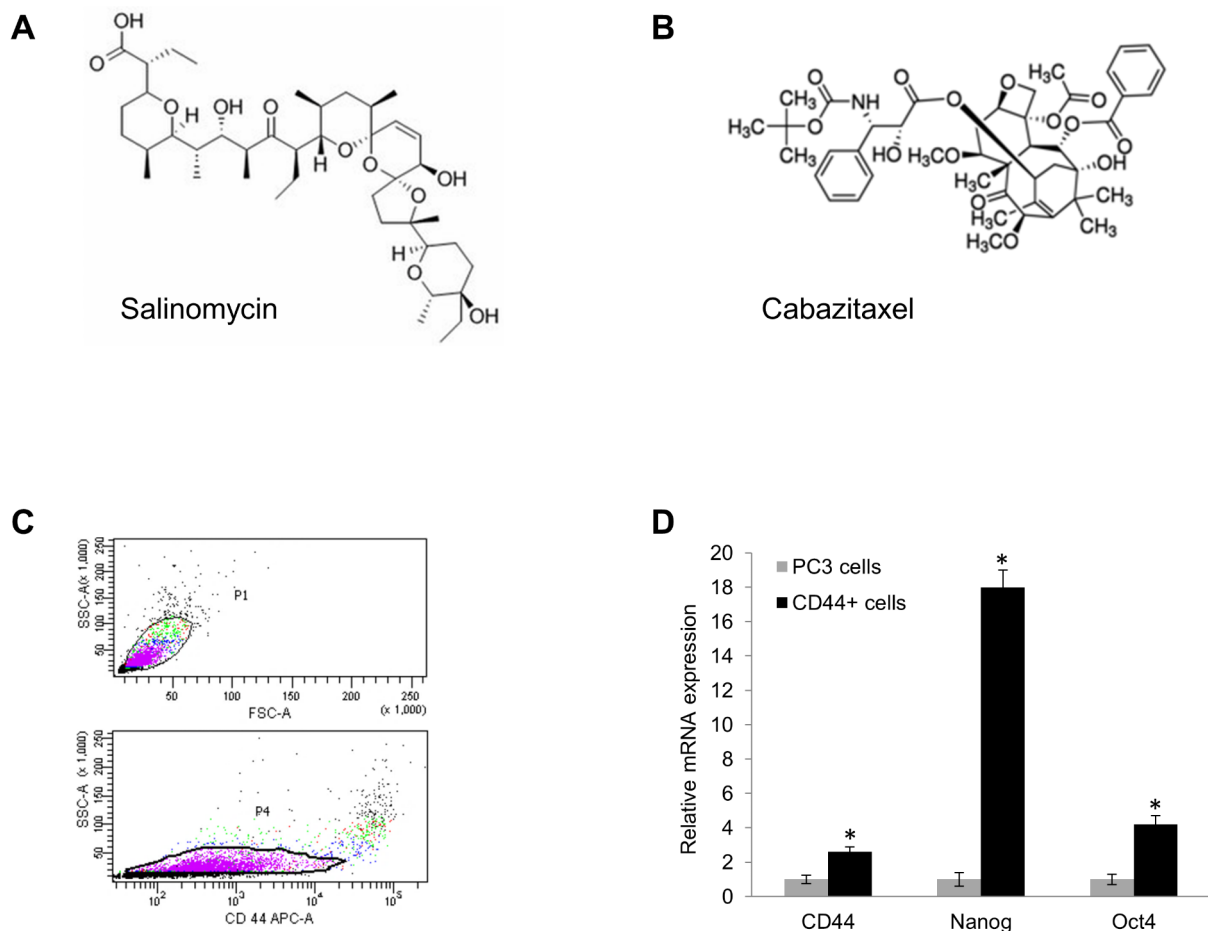 A
OH
O
O
H
OH
O
H
O
O
OH
O
H
O
OH
Salinomycin
B
CH₃
H₃C
CH₃
O
O
NH
O
O
HO
O
H₃C
O
O
O
O
OH
H₃CO
H₃C
O
H₃C
H₃CO
CH₃
CH₃
Cabazitaxel
C
SSC-A (x 1,000)
50 100 150 200 250
P1
50 100 150 200 250
FSC-A
(x 1,000)
SSC-A (x 1,000)
50 100 150 200 250
P4
10² 10³ 10⁴ 10⁵
CD 44 APC-A
D
Relative mRNA expression
20
18
16
14
12
10
8
6
4
2
0
PC3 cells
CD44+ cells
*
*
*
CD44 Nanog Oct4